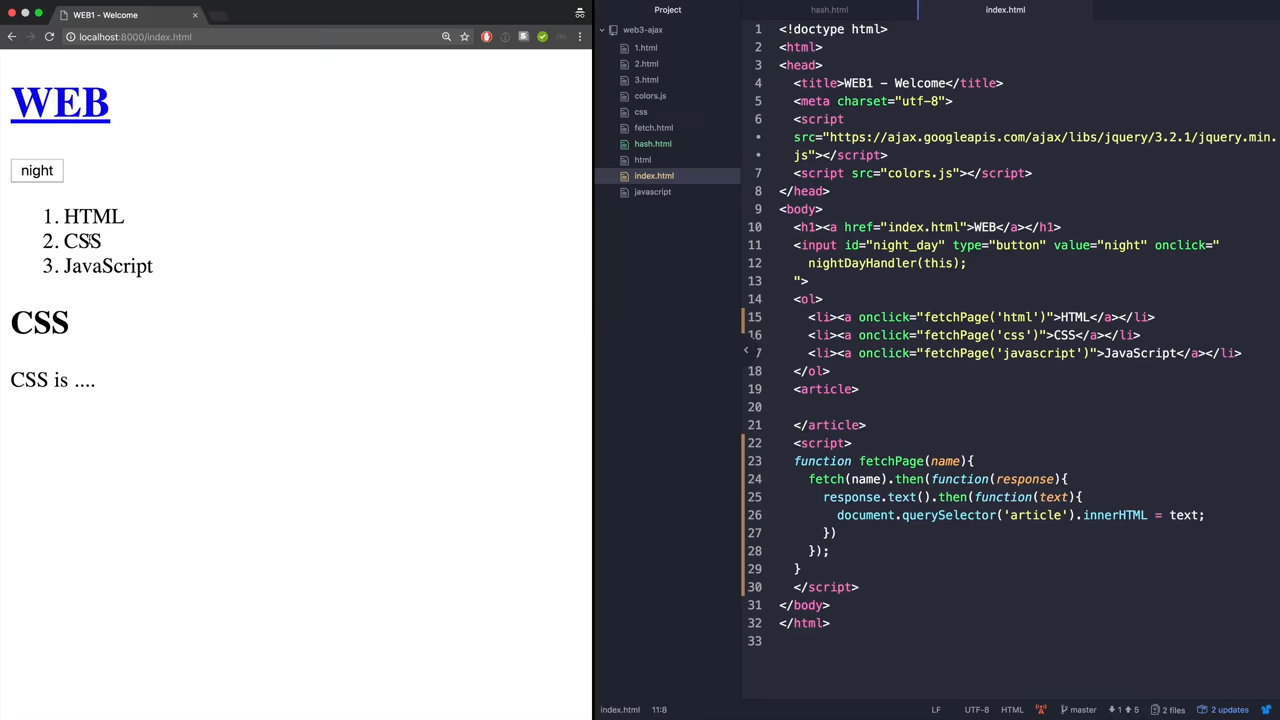 WEB1 - Welcome
localhost:8000/index.html
WEB
night
1. HTML
2. CSS
3. JavaScript
CSS
CSS is ....
Project
web3-ajax
1.html
2.html
3.html
colors.js
css
fetch.html
hash.html
html
index.html
javascript
hash.html
index.html
1 <!doctype html>
2 <html>
3 <head>
4 <title>WEB1 - Welcome</title>
5 <meta charset="utf-8">
6 <script
• src="https://ajax.googleapis.com/ajax/libs/jquery/3.2.1/jquery.min.
• js"></script>
7 <script src="colors.js"></script>
8 </head>
9 <body>
10 <h1><a href="index.html">WEB</a></h1>
11 <input id="night_day" type="button" value="night" onclick="
12 nightDayHandler(this);
13 ">
14 <ol>
15 <li><a onclick="fetchPage('html')">HTML</a></li>
16 <li><a onclick="fetchPage('css')">CSS</a></li>
7 <li><a onclick="fetchPage('javascript')">JavaScript</a></li>
18 </ol>
19 <article>
20
21 </article>
22 <script>
23 function fetchPage(name){
24 fetch(name).then(function(response){
25 response.text().then(function(text){
26 document.querySelector('article').innerHTML = text;
27 })
28 });
29 }
30 </script>
31 </body>
32 </html>
33
index.html 11:8
LF UTF-8 HTML master 1 5 2 files 2 updates